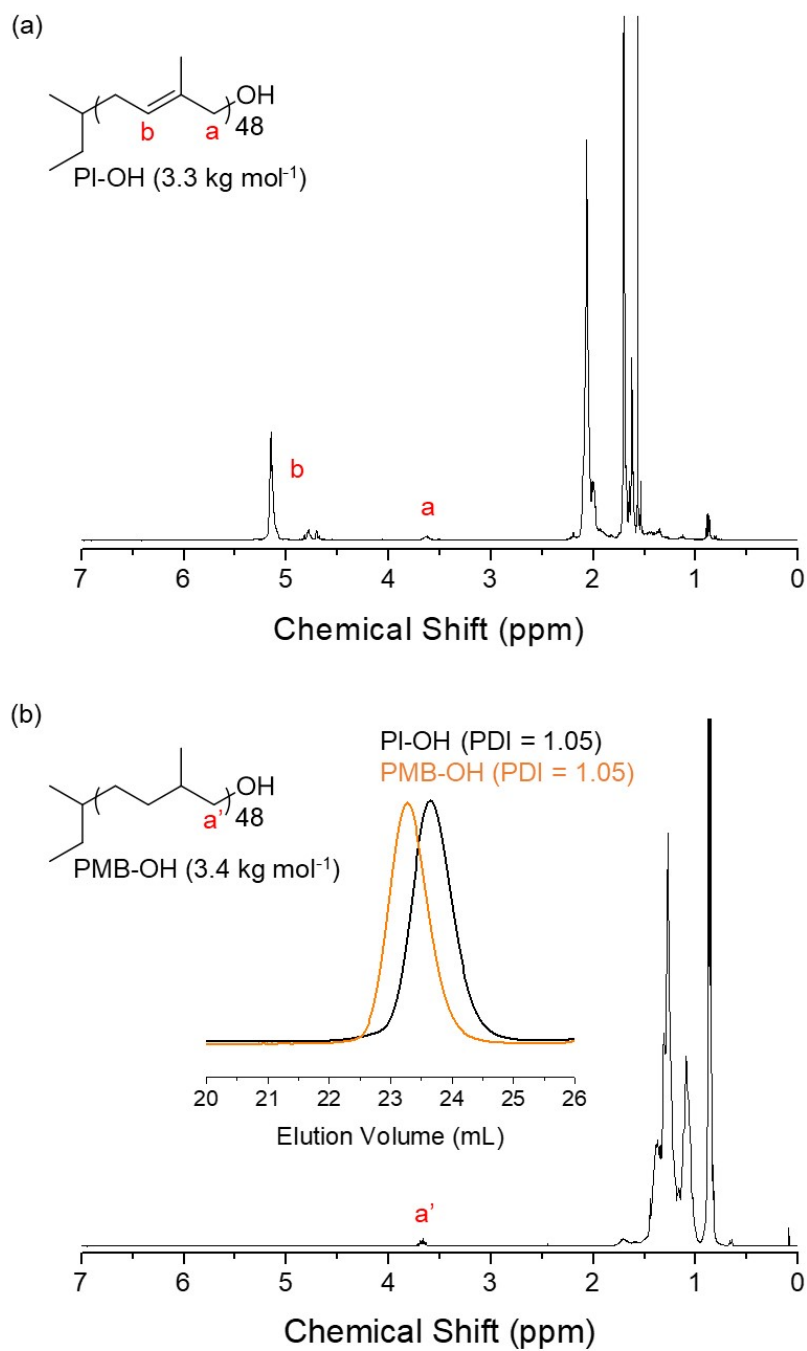 (a)
OH
48
b
a
PI-OH (3.3 kg mol⁻¹)
b
a
7 6 5 4 3 2 1 0
Chemical Shift (ppm)
(b)
PI-OH (PDI = 1.05)
PMB-OH (PDI = 1.05)
OH
a’
48
PMB-OH (3.4 kg mol⁻¹)
20 21 22 23 24 25 26
Elution Volume (mL)
a’
7 6 5 4 3 2 1 0
Chemical Shift (ppm)